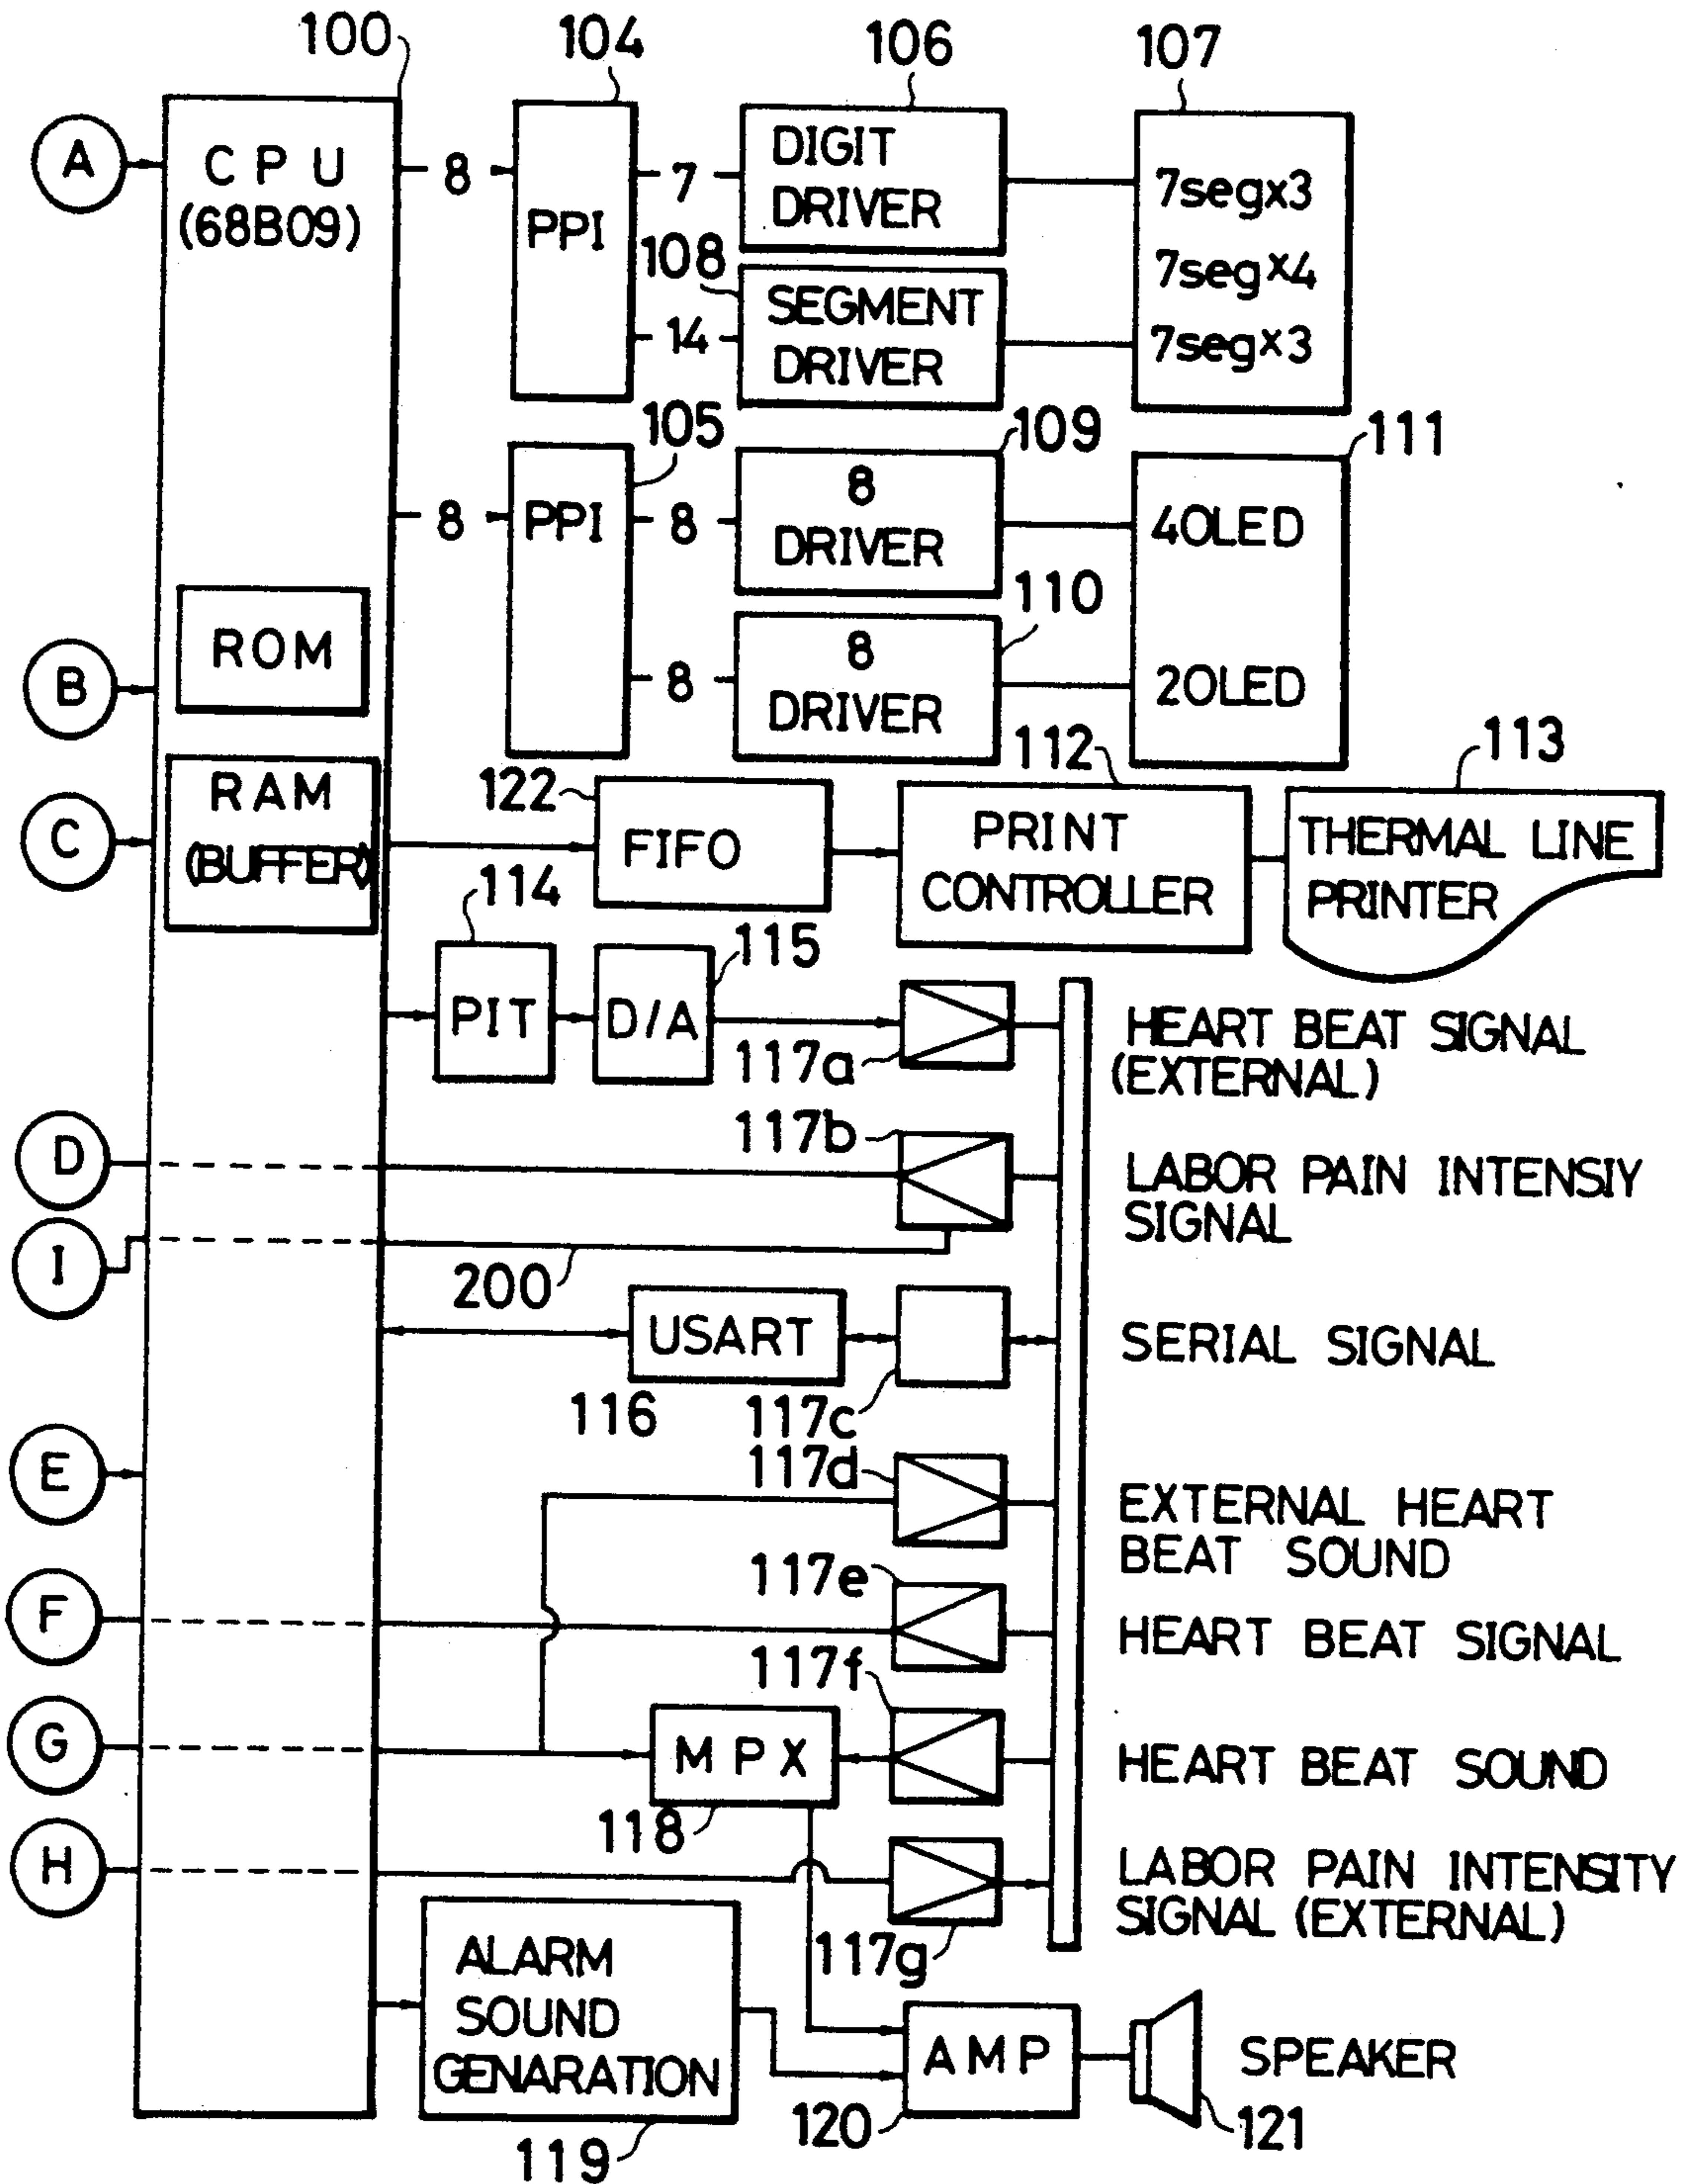 100
104
106
107
A
CPU
(68B09)
8
PPI
7
DIGIT
DRIVER
7segx3
7segx4
7segx3
108
14
SEGMENT
DRIVER
105
109
111
8
PPI
8
8
DRIVER
40LED
110
ROM
B
8
8
DRIVER
20LED
112
113
RAM
(BUFFER)
C
122
FIFO
PRINT
CONTROLLER
THERMAL LINE
PRINTER
114
115
PIT
D/A
117a
HEART BEAT SIGNAL
(EXTERNAL)
D
117b
LABOR PAIN INTENSIY
SIGNAL
I
200
USART
116
117c
SERIAL SIGNAL
E
117d
EXTERNAL HEART
BEAT SOUND
F
117e
HEART BEAT SIGNAL
117f
G
MPX
118
HEART BEAT SOUND
H
117g
LABOR PAIN INTENSITY
SIGNAL (EXTERNAL)
ALARM
SOUND
GENARATION
119
AMP
120
SPEAKER
121